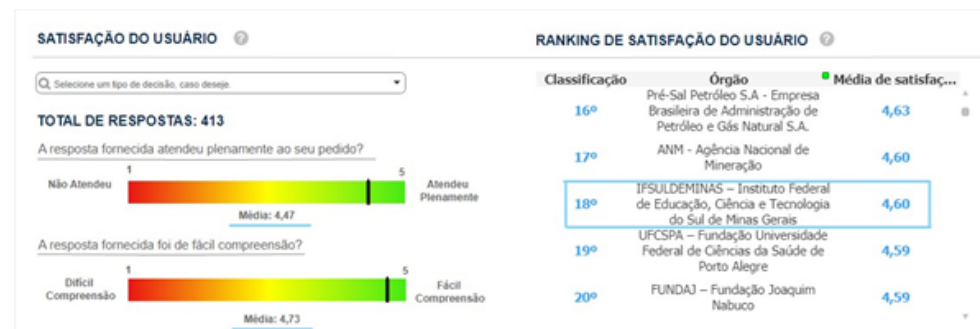 SATISFAÇÃO DO USUÁRIO
Selecione um tipo de decisão, caso deseje.
TOTAL DE RESPOSTAS: 413
A resposta fornecida atendeu plenamente ao seu pedido?
1 5
Não Atendeu
Atendeu
Plenamente
Média: 4,47
A resposta fornecida foi de fácil compreensão?
1 5
Difícil
Compreensão
Fácil
Compreensão
Média: 4,73
RANKING DE SATISFAÇÃO DO USUÁRIO
Classificação Órgão Média de satisfaç...
Pré-Sal Petróleo S.A - Empresa
16º Brasileira de Administração de 4,63
Petróleo e Gás Natural S.A.
17º ANM - Agência Nacional de 4,60
Mineração
IFSULDEMINAS – Instituto Federal
18º de Educação, Ciência e Tecnologia 4,60
do Sul de Minas Gerais
UFCSPA – Fundação Universidade
19º Federal de Ciências da Saúde de 4,59
Porto Alegre
20º FUNDAJ – Fundação Joaquim 4,59
Nabuco